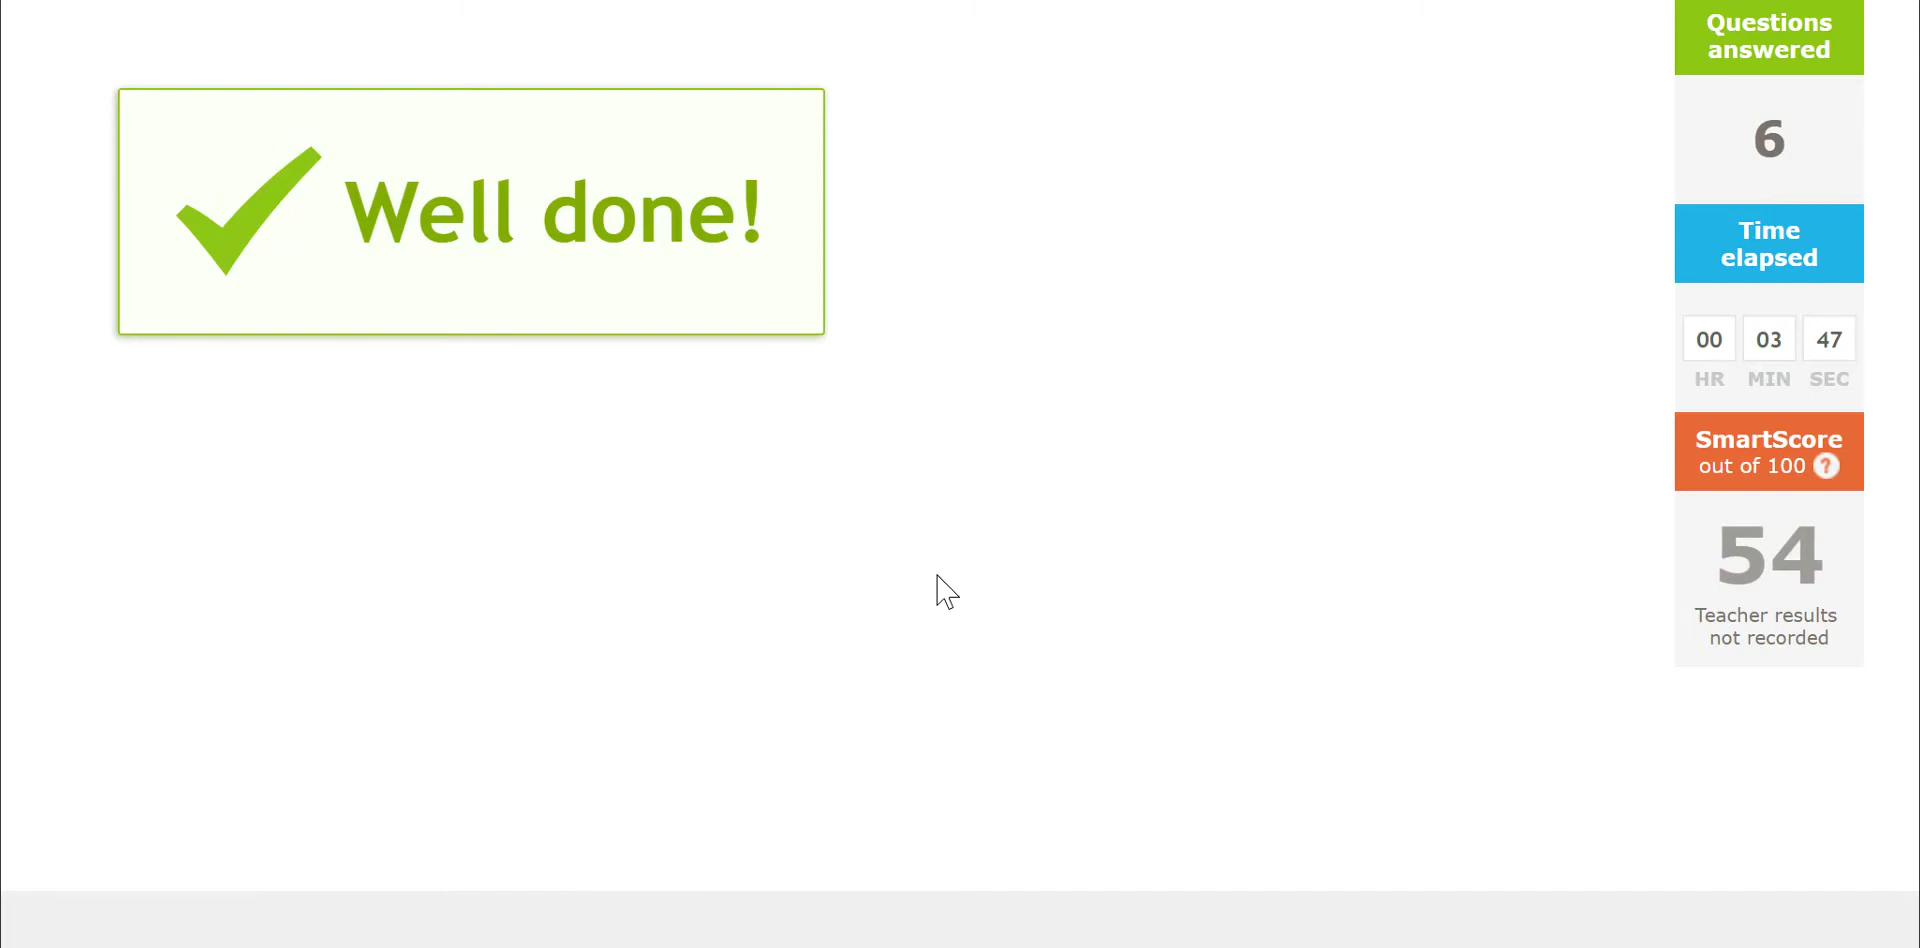 Well done!
Questions
answered
6
Time
elapsed
00 03 47
HR MIN SEC
SmartScore
out of 100 ?
54
Teacher results
not recorded